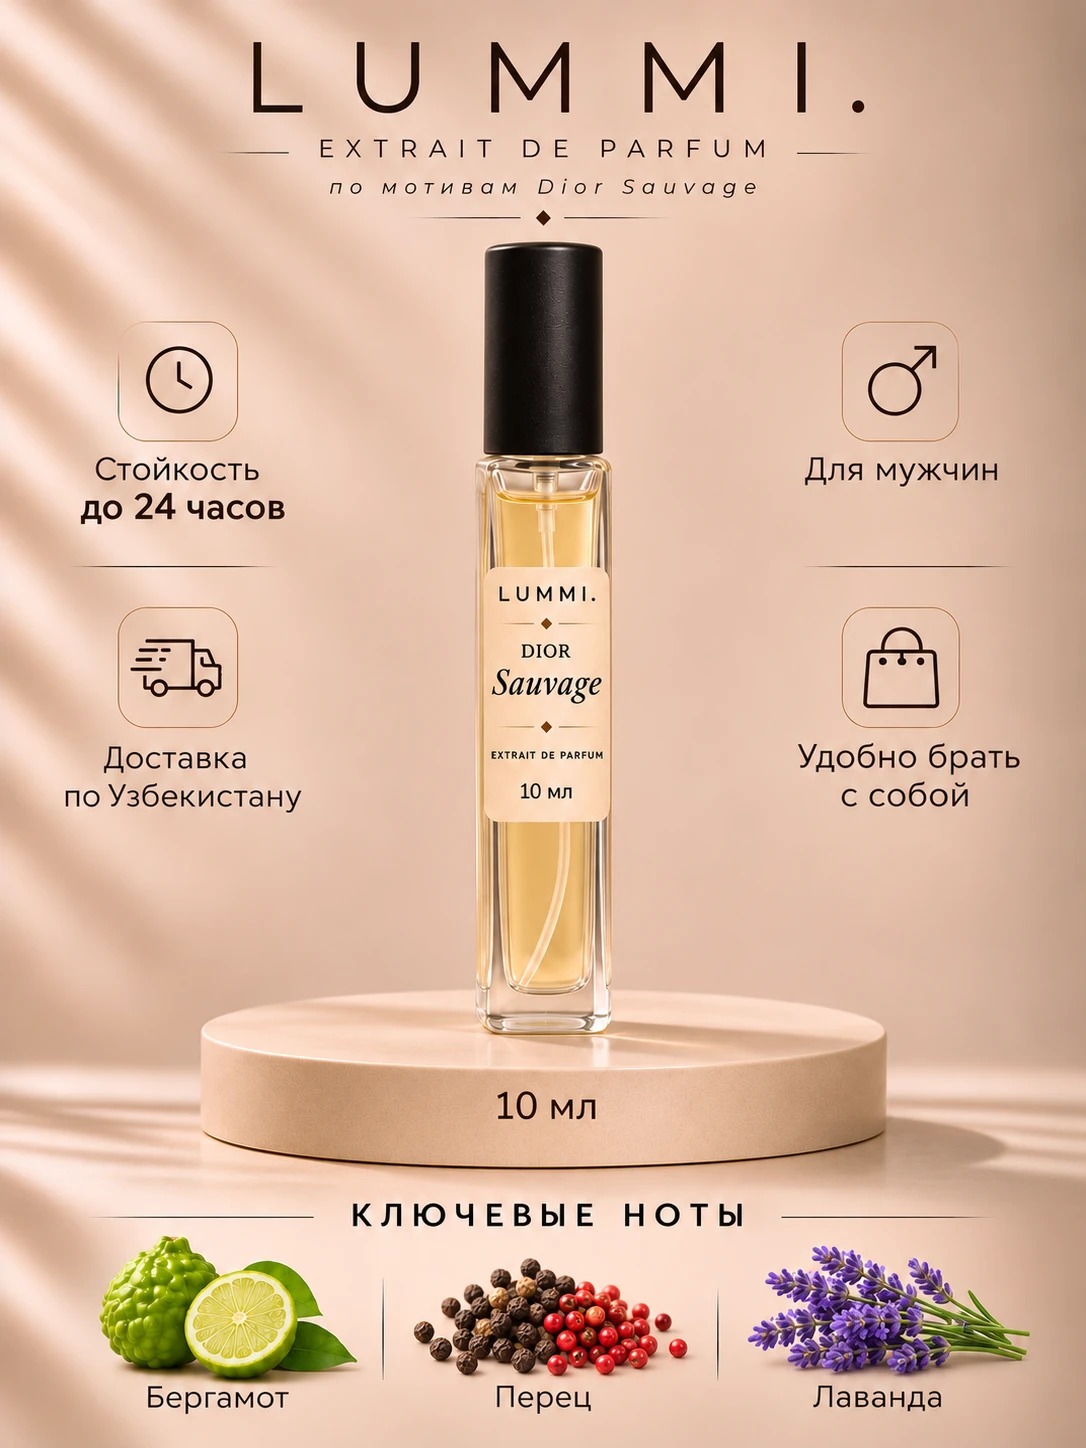 LUMMI.
EXTRAIT DE PARFUM
по мотивам Dior Sauvage
Стойкость
до 24 часов
Для мужчин
Доставка
по Узбекистану
Удобно брать
с собой
LUMMI.
DIOR
Sauvage
EXTRAIT DE PARFUM
10 мл
10 мл
КЛЮЧЕВЫЕ НОТЫ
Бергамот
Перец
Лаванда